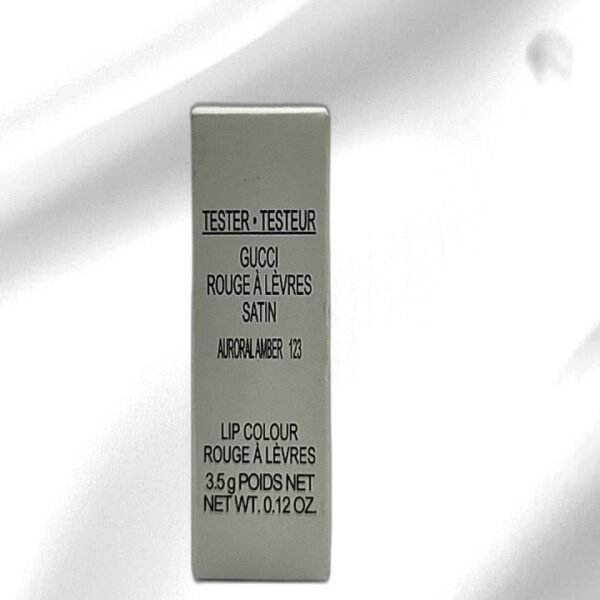 TESTER • TESTEUR
GUCCI
ROUGE À LÈVRES
SATIN
AURORAL AMBER 123
LIP COLOUR
ROUGE À LÈVRES
3.5 g POIDS NET
NET WT. 0.12 OZ.